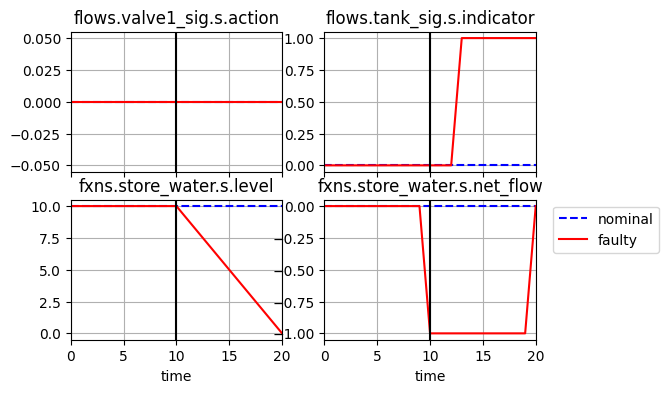 flows.valve1_sig.s.action
flows.tank_sig.s.indicator
0.050
0.025
0.000
−0.025
−0.050
1.00
0.75
0.50
0.25
0.00
fxns.store_water.s.level
fxns.store_water.s.net_flow
10.0
7.5
5.0
2.5
0.0
0 5 10 15 20
time
0.00
−0.25
−0.50
−0.75
−1.00
0 5 10 15 20
time
nominal
faulty